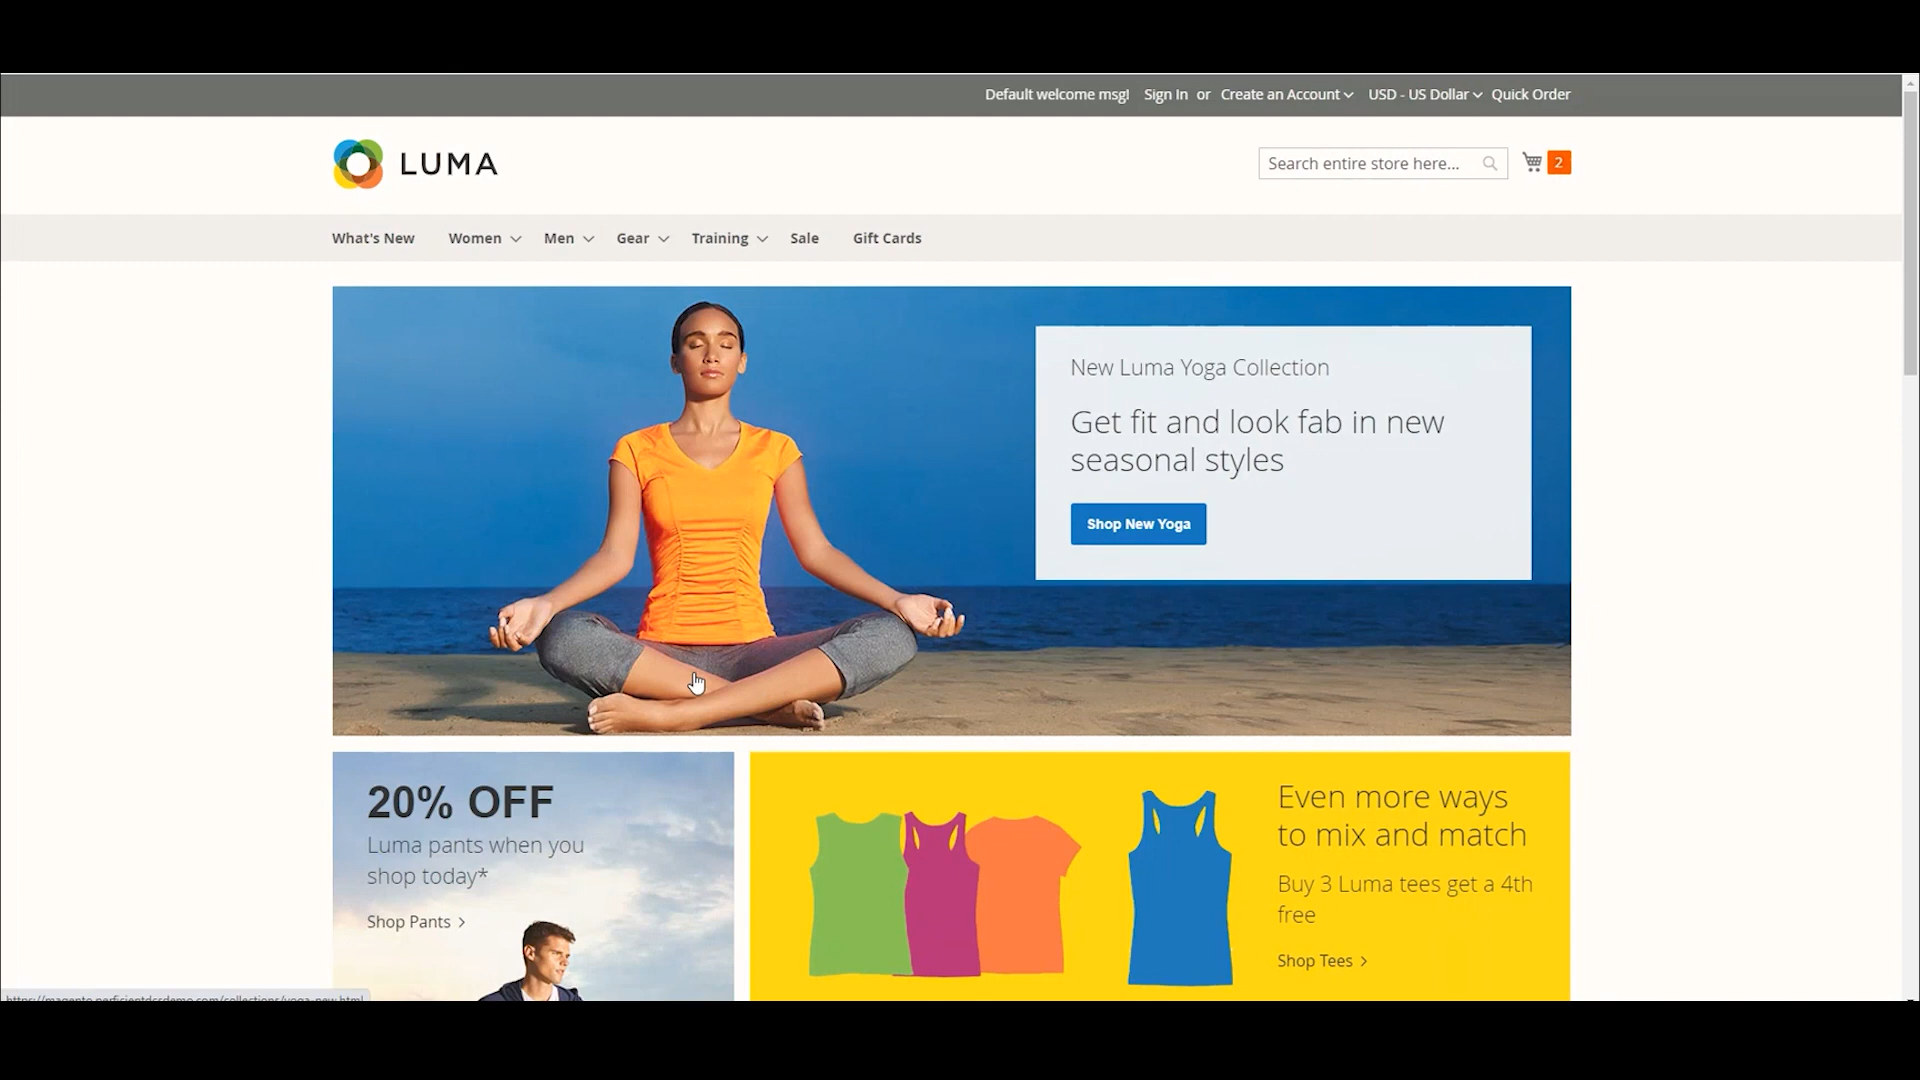 Default welcome msg! Sign In or Create an Account USD - US Dollar Quick Order
LUMA
Search entire store here...
2
What's New Women Men Gear Training Sale Gift Cards
New Luma Yoga Collection
Get fit and look fab in new
seasonal styles
Shop New Yoga
20% OFF
Luma pants when you
shop today*
Shop Pants >
Even more ways
to mix and match
Buy 3 Luma tees get a 4th
free
Shop Tees >